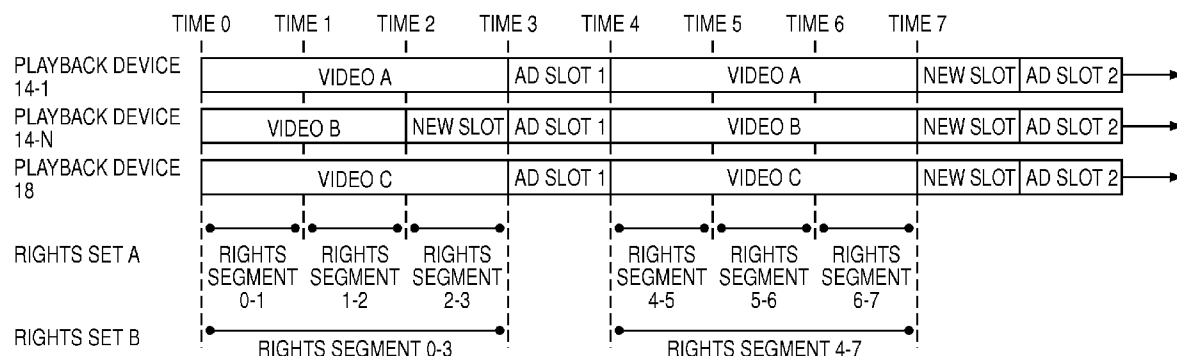 TIME 0 TIME 1 TIME 2 TIME 3 TIME 4 TIME 5 TIME 6 TIME 7
PLAYBACK DEVICE
14-1
VIDEO A AD SLOT 1 VIDEO A NEW SLOT AD SLOT 2
PLAYBACK DEVICE
14-N
VIDEO B NEW SLOT AD SLOT 1 VIDEO B NEW SLOT AD SLOT 2
PLAYBACK DEVICE
18
VIDEO C AD SLOT 1 VIDEO C NEW SLOT AD SLOT 2
RIGHTS SET A
RIGHTS SEGMENT 0-1
RIGHTS SEGMENT 1-2
RIGHTS SEGMENT 2-3
RIGHTS SEGMENT 4-5
RIGHTS SEGMENT 5-6
RIGHTS SEGMENT 6-7
RIGHTS SET B
RIGHTS SEGMENT 0-3 RIGHTS SEGMENT 4-7